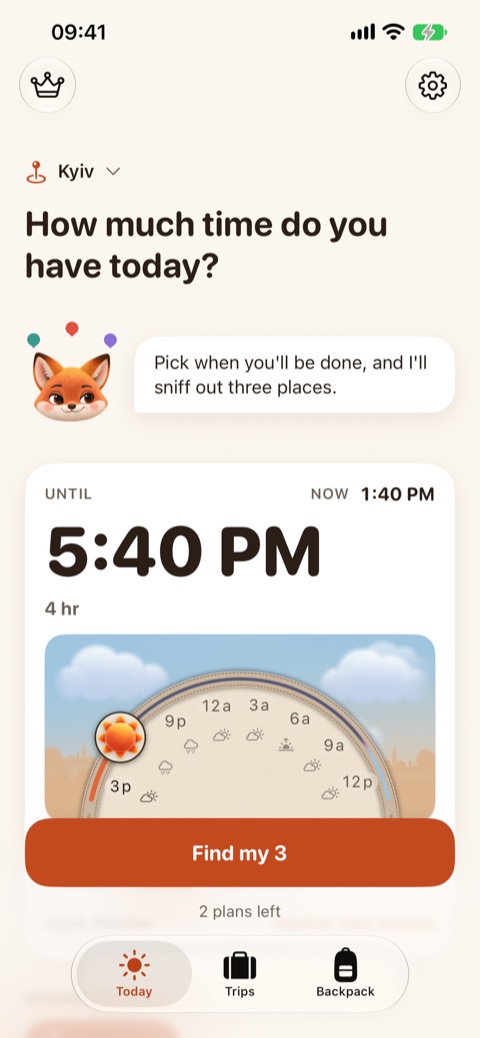 09:41
Kyiv
How much time do you
have today?
Pick when you'll be done, and I'll
sniff out three places.
UNTIL
NOW 1:40 PM
5:40 PM
4 hr
12a 3a
9p 6a
9a
3p 12p
Find my 3
2 plans left
Today Trips Backpack